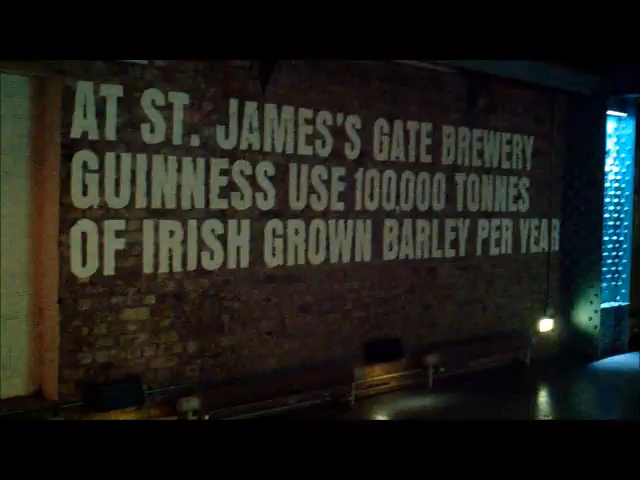 AT ST. JAMES'S GATE BREWERY
GUINNESS USE 100,000 TONNES
OF IRISH GROWN BARLEY PER YEAR